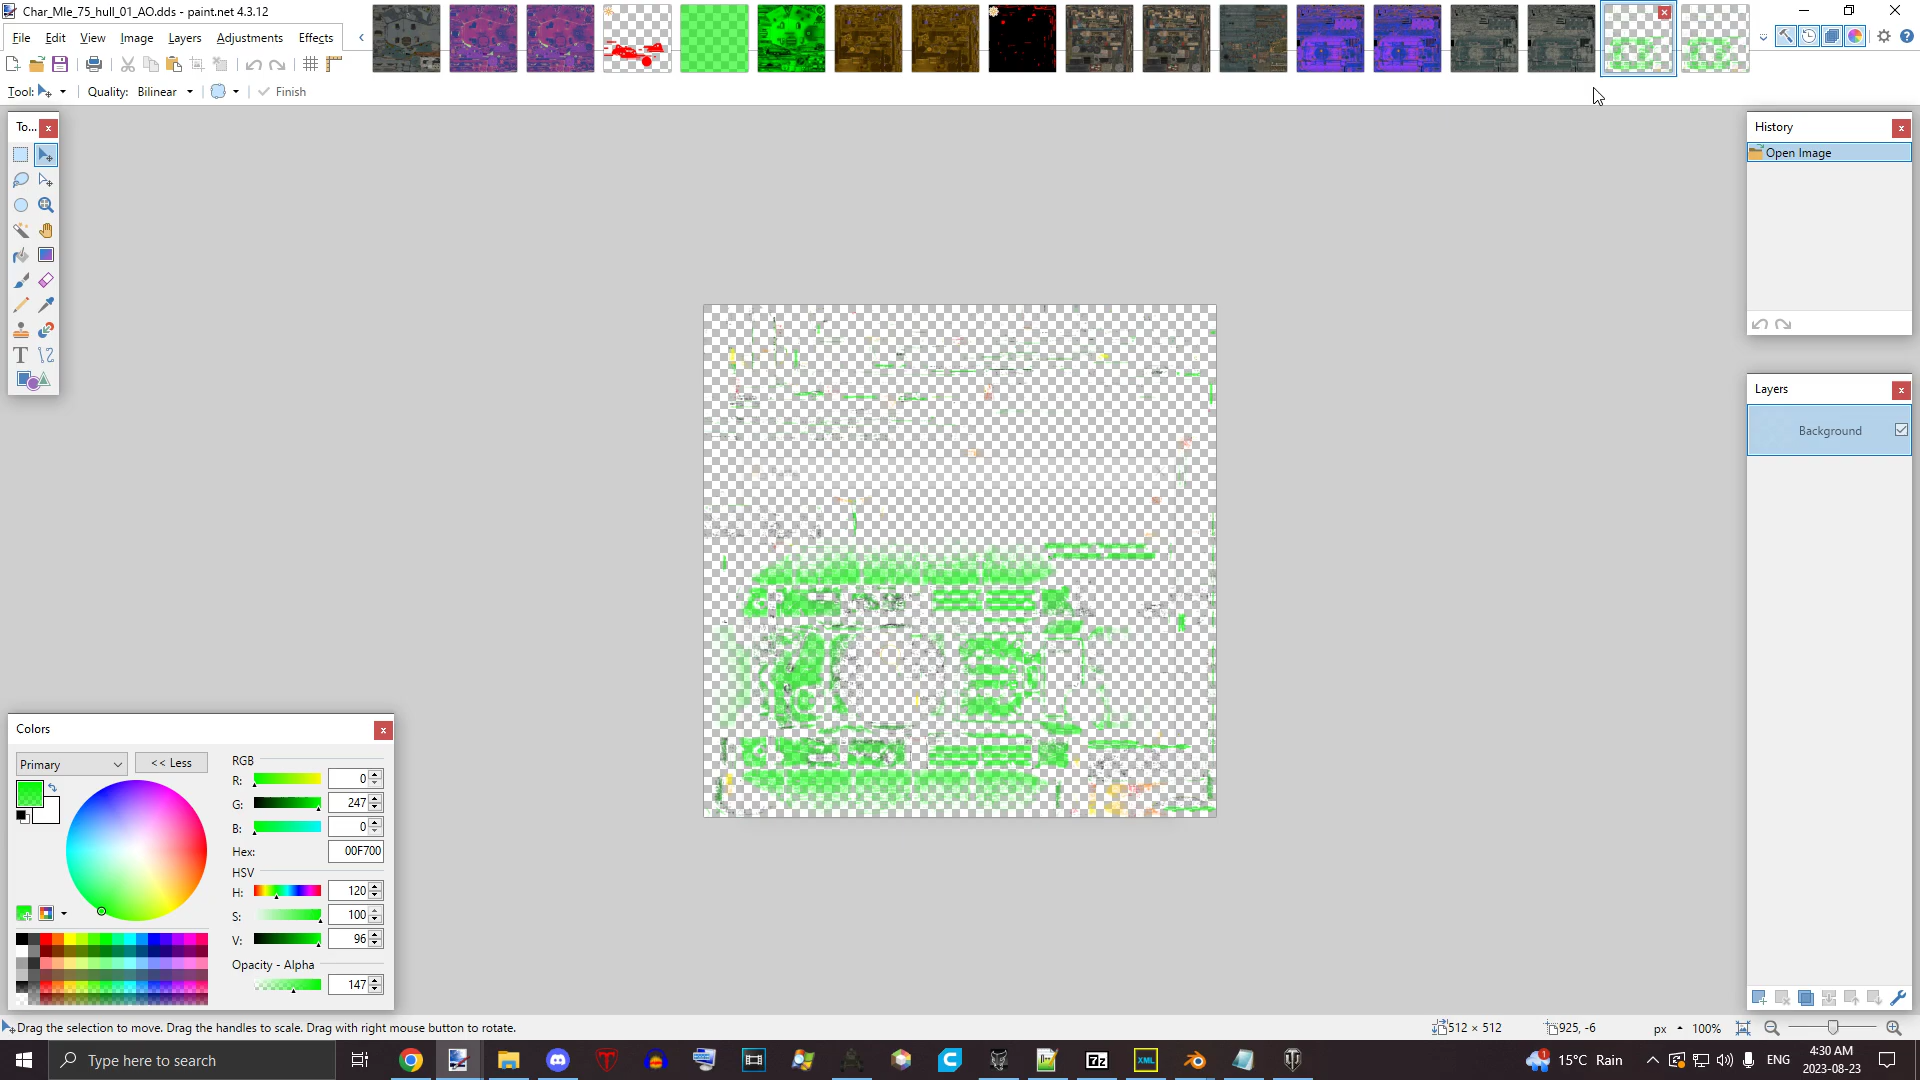 Char_Mle_75_hull_01_AO.dds - paint.net 4.3.12
File Edit View Image Layers Adjustments Effects
Tool: Quality: Bilinear Finish
To...
History
Open Image
Layers
Background
Colors
Primary << Less
RGB
R: 0
G: 247
B: 0
Hex: 00F700
HSV
H: 120
S: 100
V: 96
Opacity - Alpha
147
Drag the selection to move. Drag the handles to scale. Drag with right mouse button to rotate. 512 × 512 925, -6 px 100%
Type here to search 7z XML 1 15°C Rain ENG 4:30 AM
2023-08-23